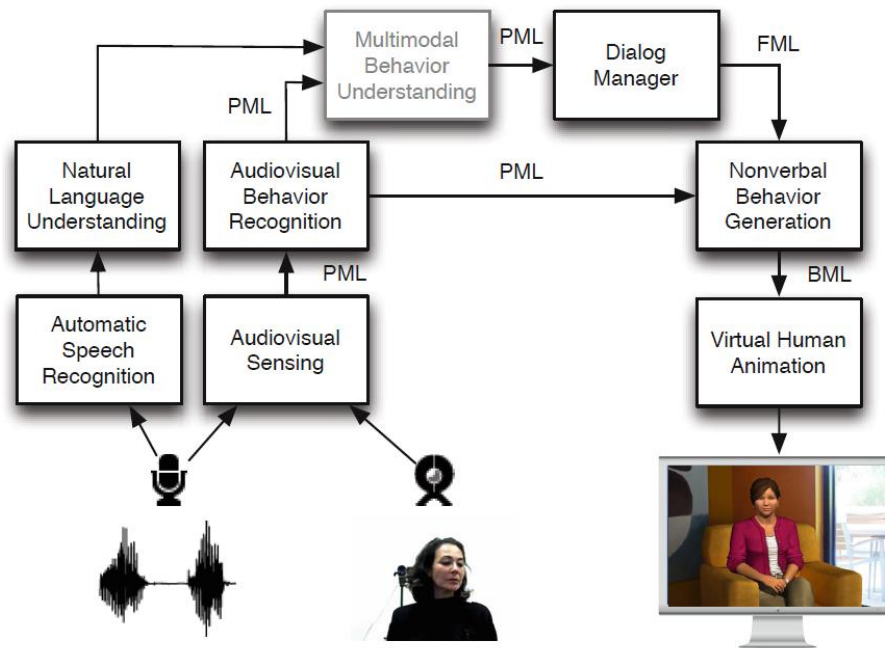 Multimodal
Behavior
Understanding
PML
Dialog
Manager
FML
PML
Natural
Language
Understanding
Audiovisual
Behavior
Recognition
PML
Nonverbal
Behavior
Generation
PML
BML
Automatic
Speech
Recognition
Audiovisual
Sensing
Virtual Human
Animation